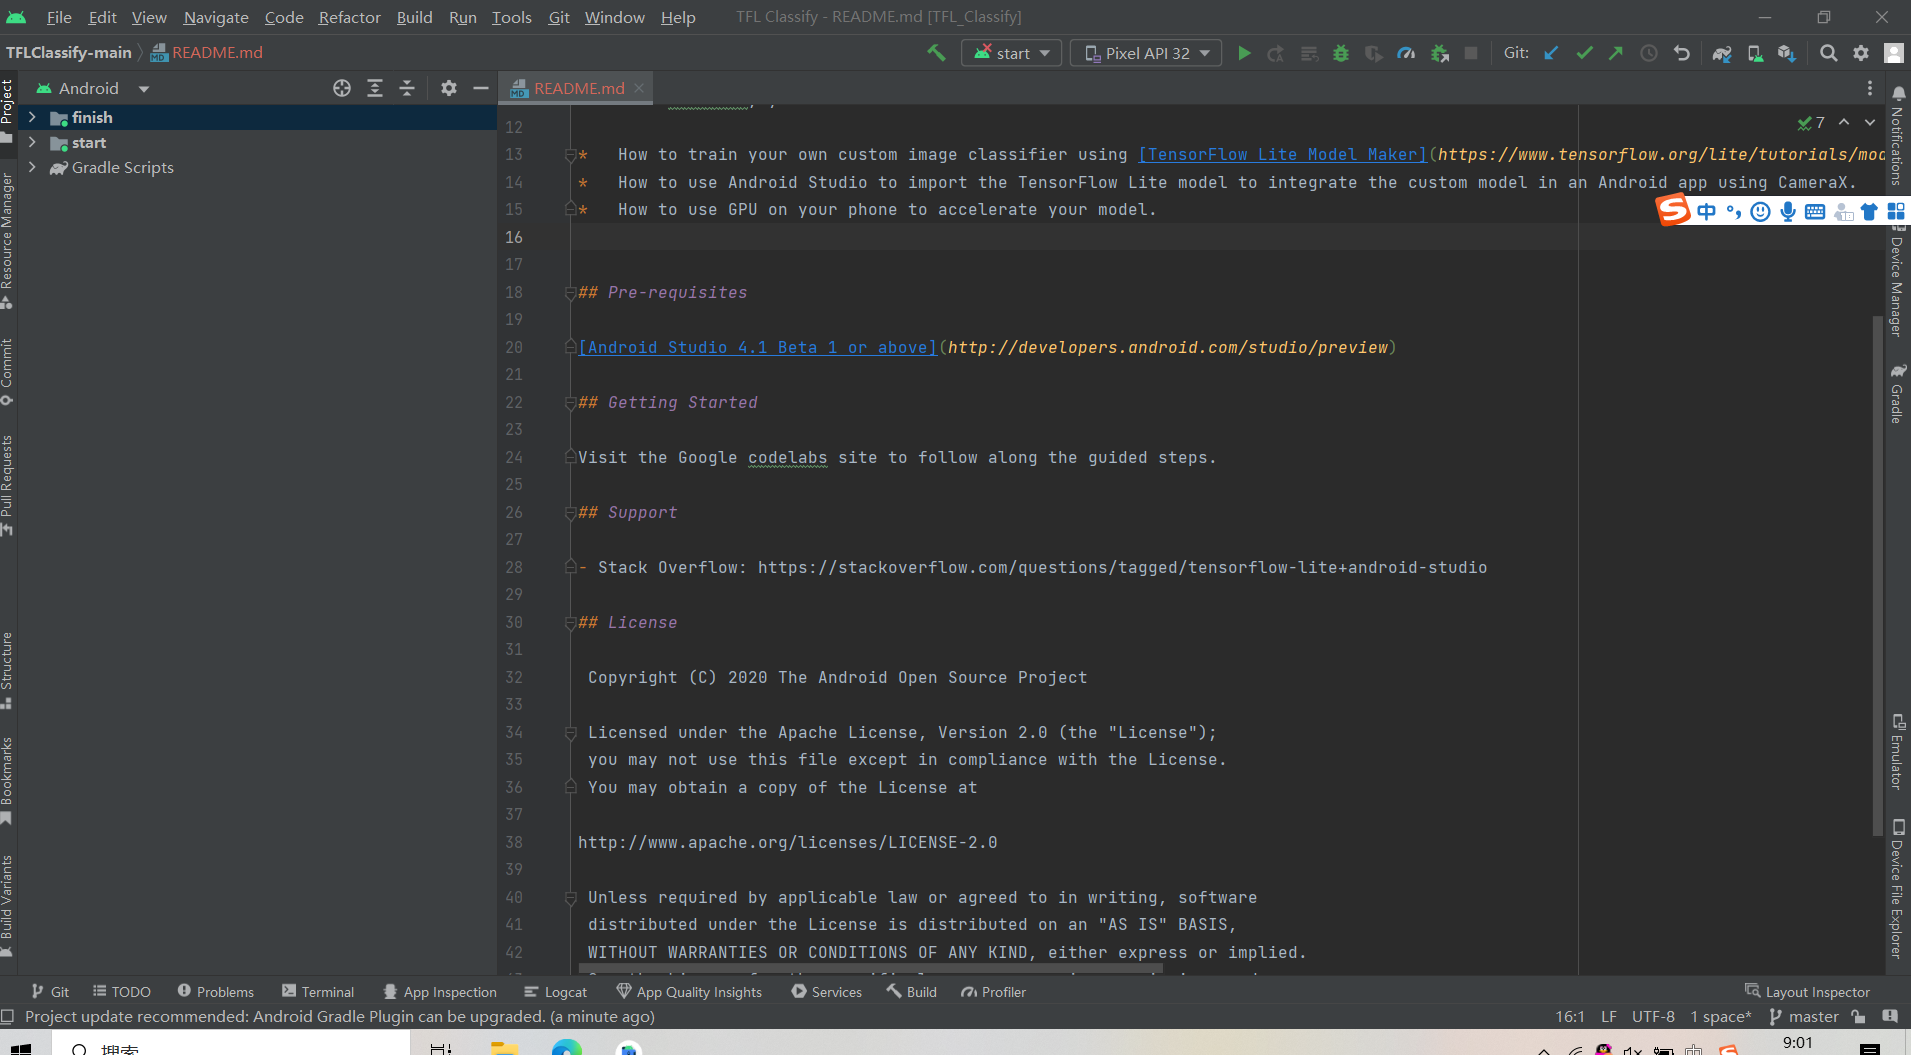 File Edit View Navigate Code Refactor Build Run Tools Git Window Help TFL Classify - README.md [TFL_Classify]
TFLClassify-main README.md start Pixel API 32 Git:
Project
Resource Manager
Commit
Pull Requests
Structure
Bookmarks
Build Variants
Android
finish
start
Gradle Scripts
MD README.md
7
12
13 * How to train your own custom image classifier using [TensorFlow Lite Model Maker](https://www.tensorflow.org/lite/tutorials/mod
14 * How to use Android Studio to import the TensorFlow Lite model to integrate the custom model in an Android app using CameraX.
15 * How to use GPU on your phone to accelerate your model.
中
16
17
18 ## Pre-requisites
19
20 [Android Studio 4.1 Beta 1 or above](http://developers.android.com/studio/preview)
21
22 ## Getting Started
23
24 Visit the Google codelabs site to follow along the guided steps.
25
26 ## Support
27
28 - Stack Overflow: https://stackoverflow.com/questions/tagged/tensorflow-lite+android-studio
29
30 ## License
31
32 Copyright (C) 2020 The Android Open Source Project
33
34 Licensed under the Apache License, Version 2.0 (the "License");
35 you may not use this file except in compliance with the License.
36 You may obtain a copy of the License at
37
38 http://www.apache.org/licenses/LICENSE-2.0
39
40 Unless required by applicable law or agreed to in writing, software
41 distributed under the License is distributed on an "AS IS" BASIS,
42 WITHOUT WARRANTIES OR CONDITIONS OF ANY KIND, either express or implied.
Notifications
Device Manager
Gradle
Emulator
Device File Explorer
Git TODO Problems Terminal App Inspection Logcat App Quality Insights Services Build Profiler Layout Inspector
Project update recommended: Android Gradle Plugin can be upgraded. (a minute ago) 16:1 LF UTF-8 1 space* master
搜索 9:01